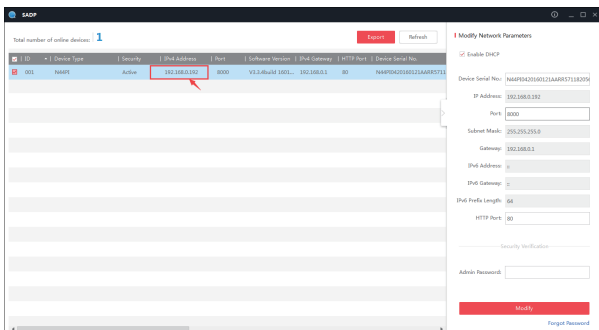 SADP
Total number of online devices: 1
Export
Refresh
ID
Device Type
Security
IPv4 Address
Port
Software Version
IPv4 Gateway
HTTP Port
Device Serial No.
001
Active
192.168.0.192
8000
192.168.0.1
80
Modify Network Parameters
Enable DHCP
Device Serial No.:
IP Address: 192.168.0.192
Port: 8000
Subnet Mask: 255.255.255.0
Gateway: 192.168.0.1
IPv6 Address: ::
IPv6 Gateway: ::
IPv6 Prefix Length: 64
HTTP Port: 80
Security Verification
Admin Password:
Modify
Forgot Password